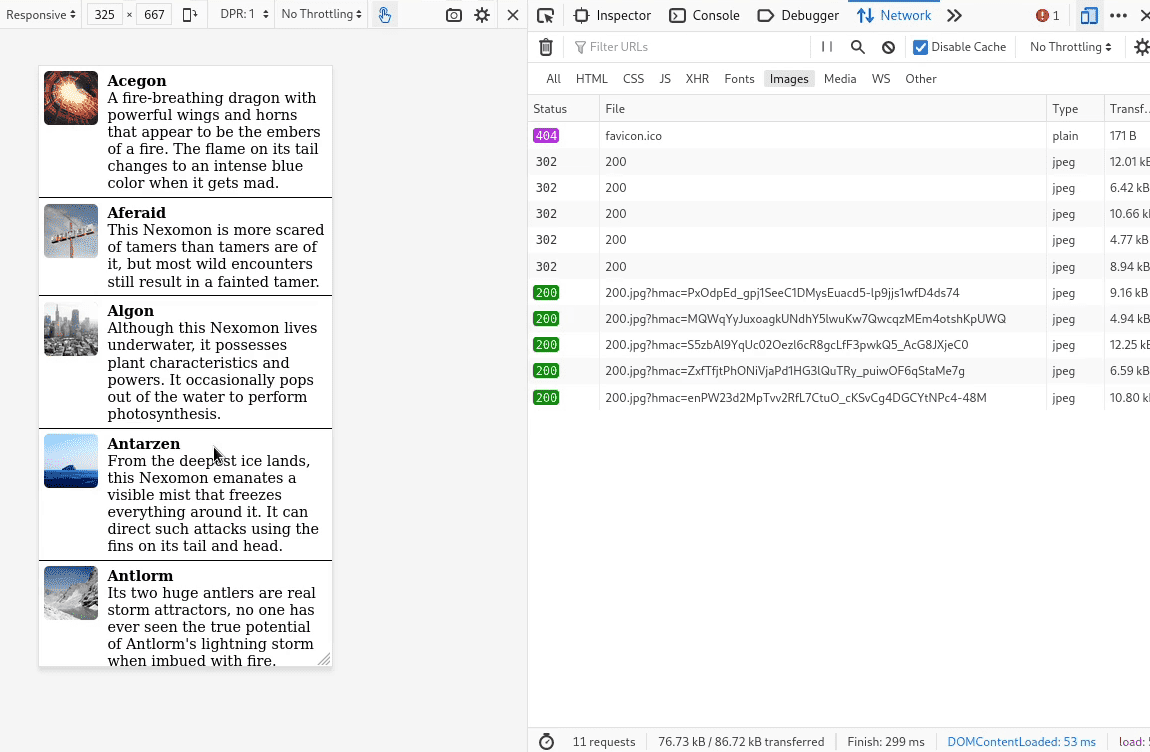 Responsive 325 × 667 DPR: 1 No Throttling
Inspector Console Debugger Network 1
Filter URLs Disable Cache No Throttling
All HTML CSS JS XHR Fonts Images Media WS Other
Status File Type Transf...
404 favicon.ico plain 171 B
302 200 jpeg 12.01 kB
302 200 jpeg 6.42 kB
302 200 jpeg 10.66 kB
302 200 jpeg 4.77 kB
302 200 jpeg 8.94 kB
200 200.jpg?hmac=PxOdpEd_gpj1SeeC1DMysEuacd5-lp9jjs1wfD4ds74 jpeg 9.16 kB
200 200.jpg?hmac=MQWqYyJuxoagkUNdhY5lwuKw7QwcqzMEm4otshKpUWQ jpeg 4.94 kB
200 200.jpg?hmac=S5zbAl9YqUc02Oezl6cR8gcLfF3pwkQ5_AcG8JXjeC0 jpeg 12.25 kB
200 200.jpg?hmac=ZxfTfjtPhONiVjaPd1HG3lQuTRy_puiwOF6qStaMe7g jpeg 6.59 kB
200 200.jpg?hmac=enPW23d2MpTvv2RfL7CtuO_cKSvCg4DGCYtNPc4-48M jpeg 10.80 k
Acegon
A fire-breathing dragon with
powerful wings and horns
that appear to be the embers
of a fire. The flame on its tail
changes to an intense blue
color when it gets mad.
Aferaid
This Nexomon is more scared
of tamers than tamers are of
it, but most wild encounters
still result in a fainted tamer.
Algon
Although this Nexomon lives
underwater, it possesses
plant characteristics and
powers. It occasionally pops
out of the water to perform
photosynthesis.
Antarzen
From the deepest ice lands,
this Nexomon emanates a
visible mist that freezes
everything around it. It can
direct such attacks using the
fins on its tail and head.
Antlorm
Its two huge antlers are real
storm attractors, no one has
ever seen the true potential
of Antlorm's lightning storm
when imbued with fire.
11 requests 76.73 kB / 86.72 kB transferred Finish: 299 ms DOMContentLoaded: 53 ms load: